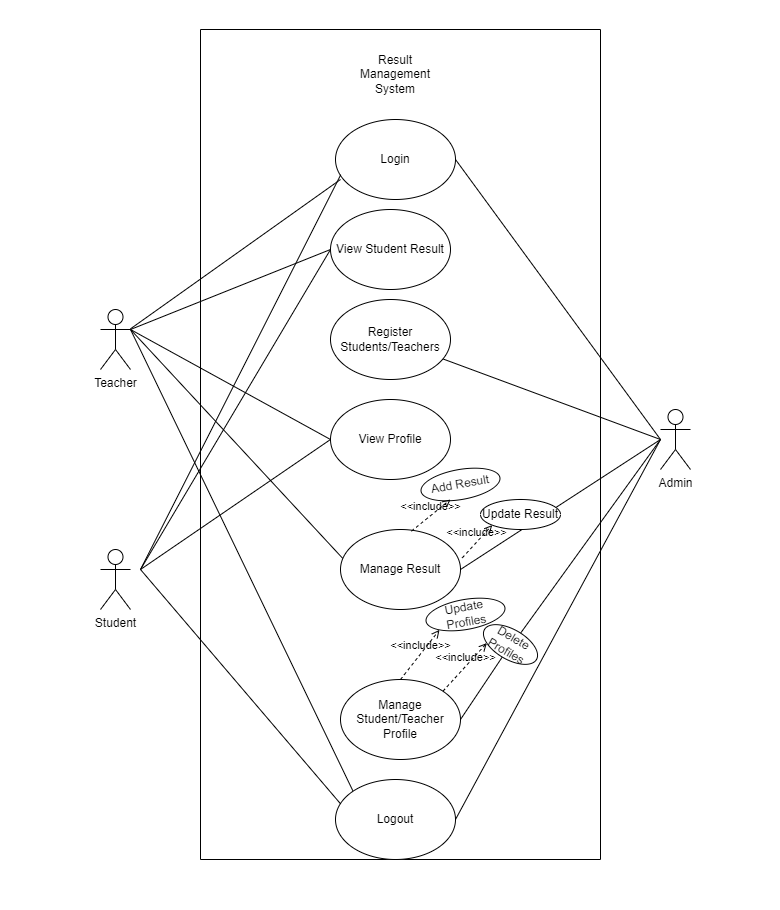 Result
Management
System
Login
View Student Result
Register
Students/Teachers
Teacher
View Profile
Admin
Add Result
<<include>>
Update Result
<<include>>
Manage Result
Student
Update
Profiles
Delete
Profiles
<<include>>
<<include>>
Manage
Student/Teacher
Profile
Logout